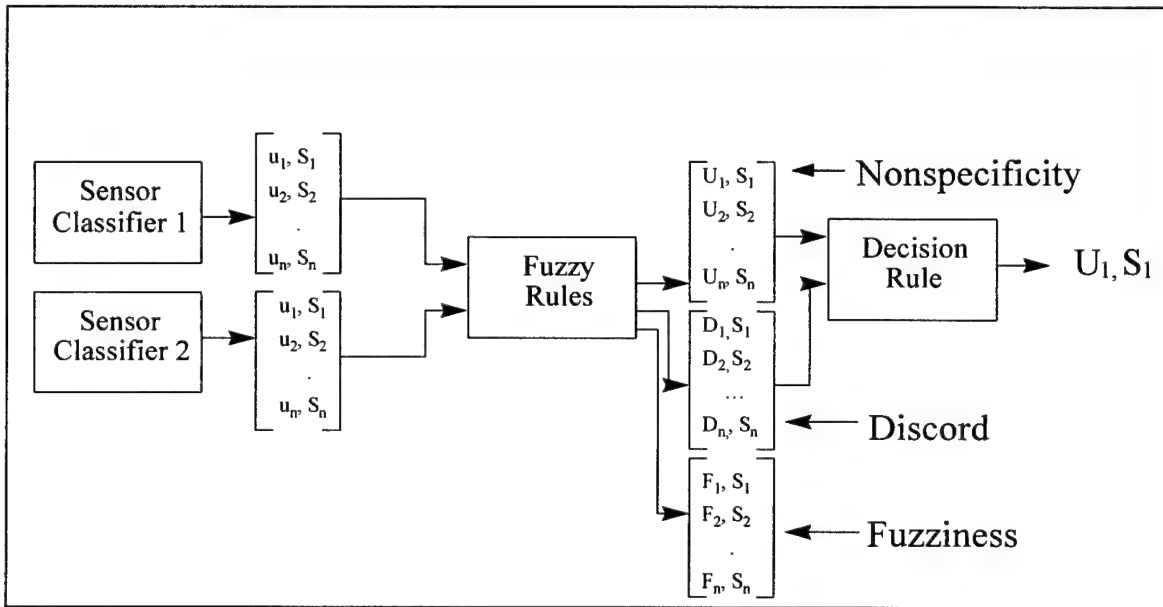 Sensor
Classifier 1
u₁, S₁
u₂, S₂
.
uₙ, Sₙ
Sensor
Classifier 2
u₁, S₁
u₂, S₂
.
uₙ, Sₙ
Fuzzy
Rules
U₁, S₁
U₂, S₂
.
Uₙ, Sₙ
Nonspecificity
D₁, S₁
D₂, S₂
...
Dₙ, Sₙ
Discord
F₁, S₁
F₂, S₂
.
Fₙ, Sₙ
Fuzziness
Decision
Rule
U₁, S₁